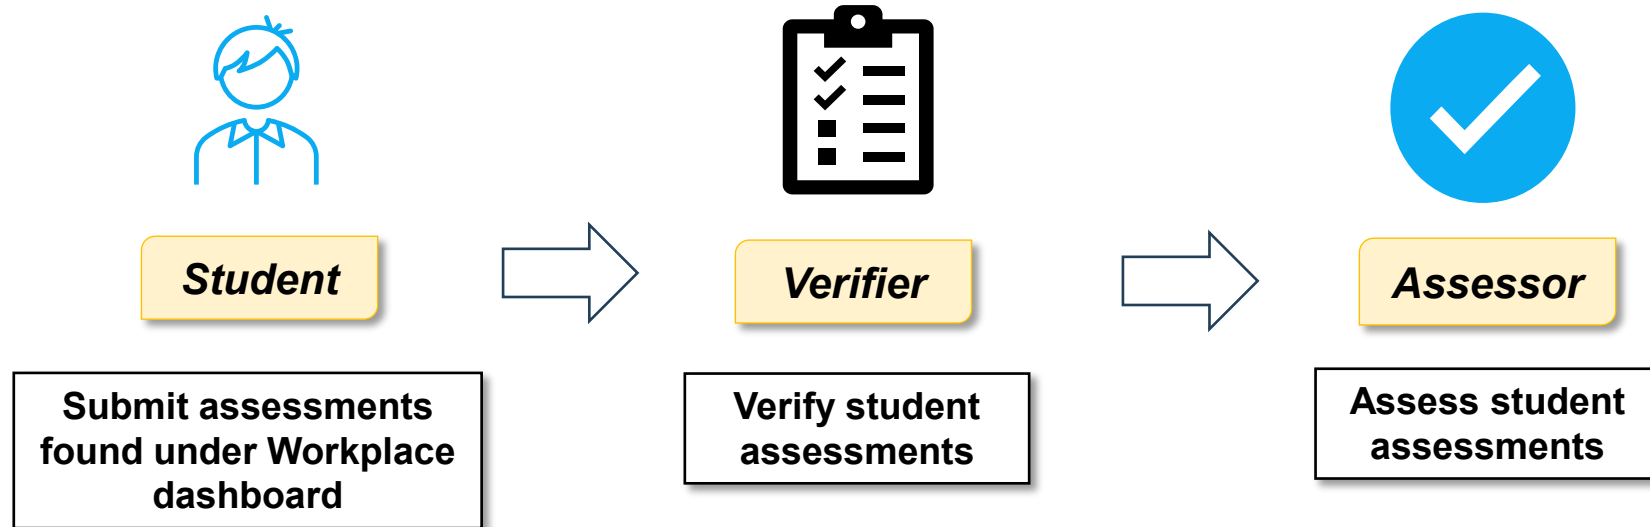 Student
Verifier
Assessor
Submit assessments
found under Workplace
dashboard
Verify student
assessments
Assess student
assessments